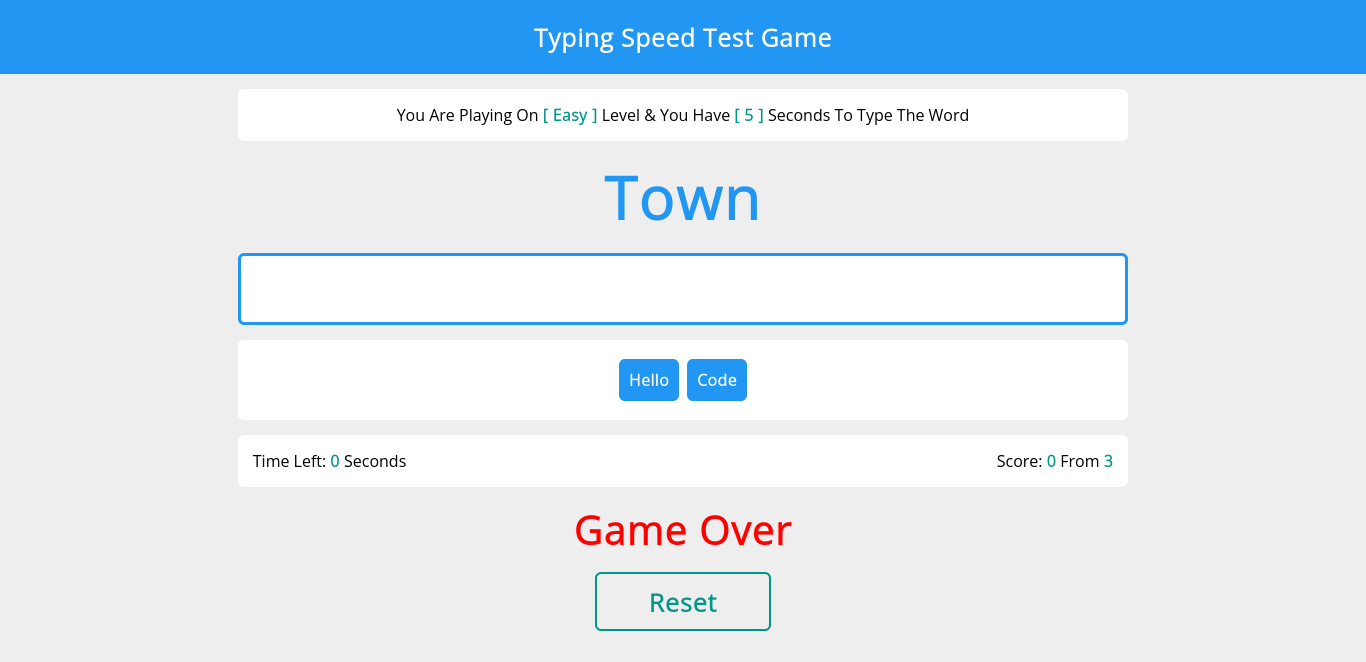 Typing Speed Test Game
You Are Playing On [ Easy ] Level & You Have [ 5 ] Seconds To Type The Word
Town
Hello Code
Time Left: 0 Seconds Score: 0 From 3
Game Over
Reset